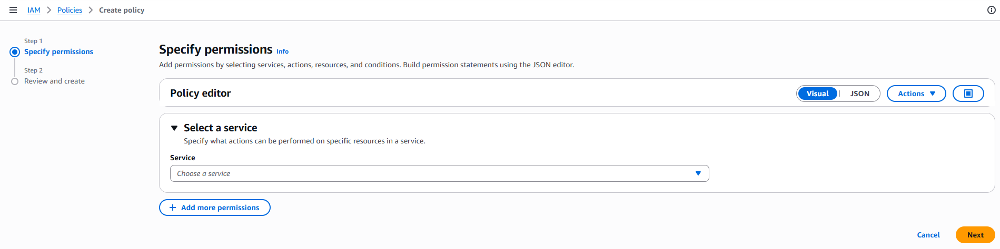 IAM > Policies > Create policy
Step 1
Specify permissions
Step 2
Review and create
Specify permissions Info
Add permissions by selecting services, actions, resources, and conditions. Build permission statements using the JSON editor.
Policy editor
Visual | JSON
Actions
Select a service
Specify what actions can be performed on specific resources in a service.
Service
Choose a service
+ Add more permissions
Cancel
Next